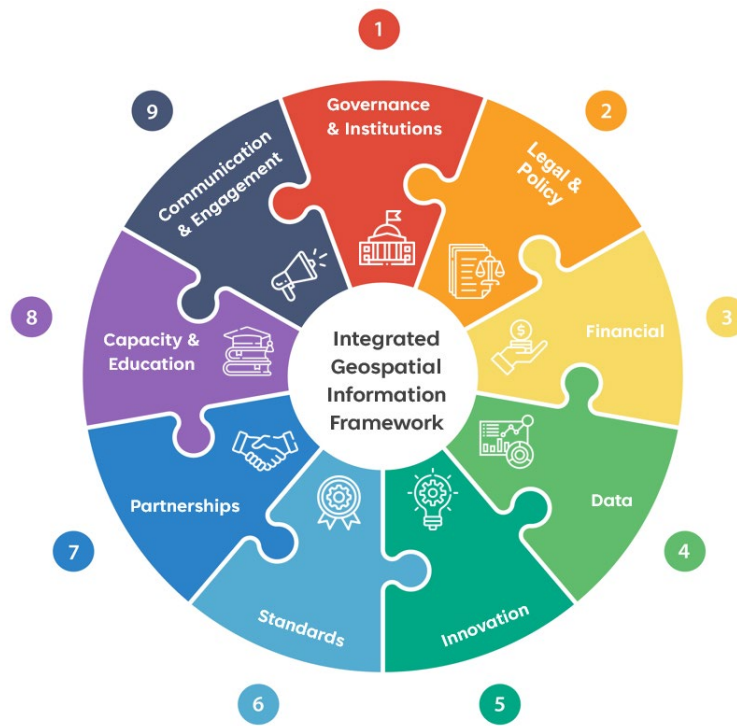 1
Governance
& Institutions
2
Legal &
Policy
3
Financial
4
Data
5
Innovation
6
Standards
7
Partnerships
8
Capacity &
Education
9
Communication
& Engagement
Integrated
Geospatial
Information
Framework
$